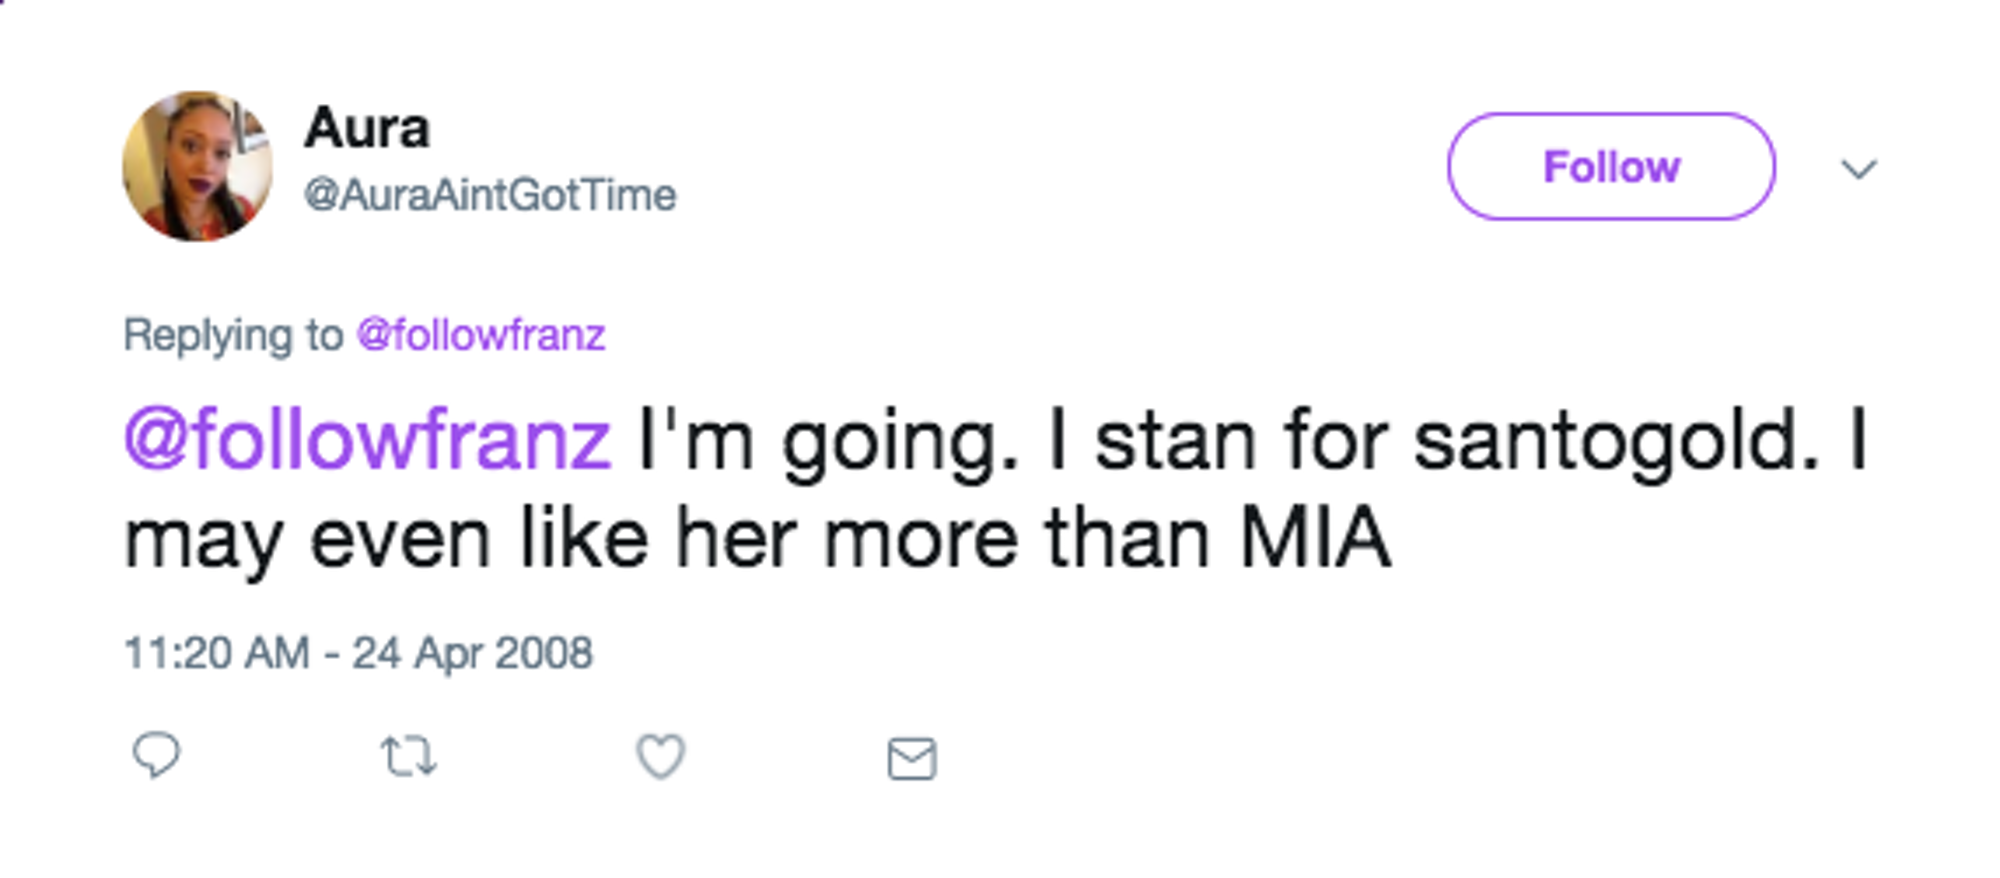 Aura
@AuraAintGotTime
Follow
Replying to @followfranz
@followfranz I'm going. I stan for santogold. I
may even like her more than MIA
11:20 AM - 24 Apr 2008